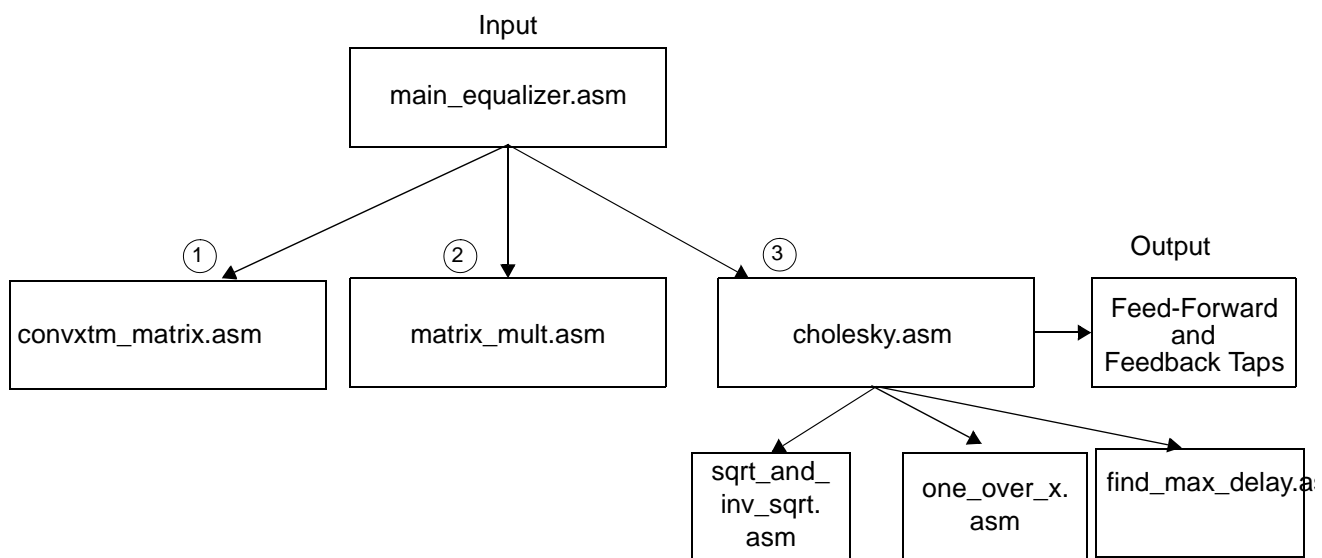 Input
main_equalizer.asm
1
2
3
Output
convxtm_matrix.asm
matrix_mult.asm
cholesky.asm
Feed-Forward
and
Feedback Taps
sqrt_and_
inv_sqrt.
asm
one_over_x.
asm
find_max_delay.as